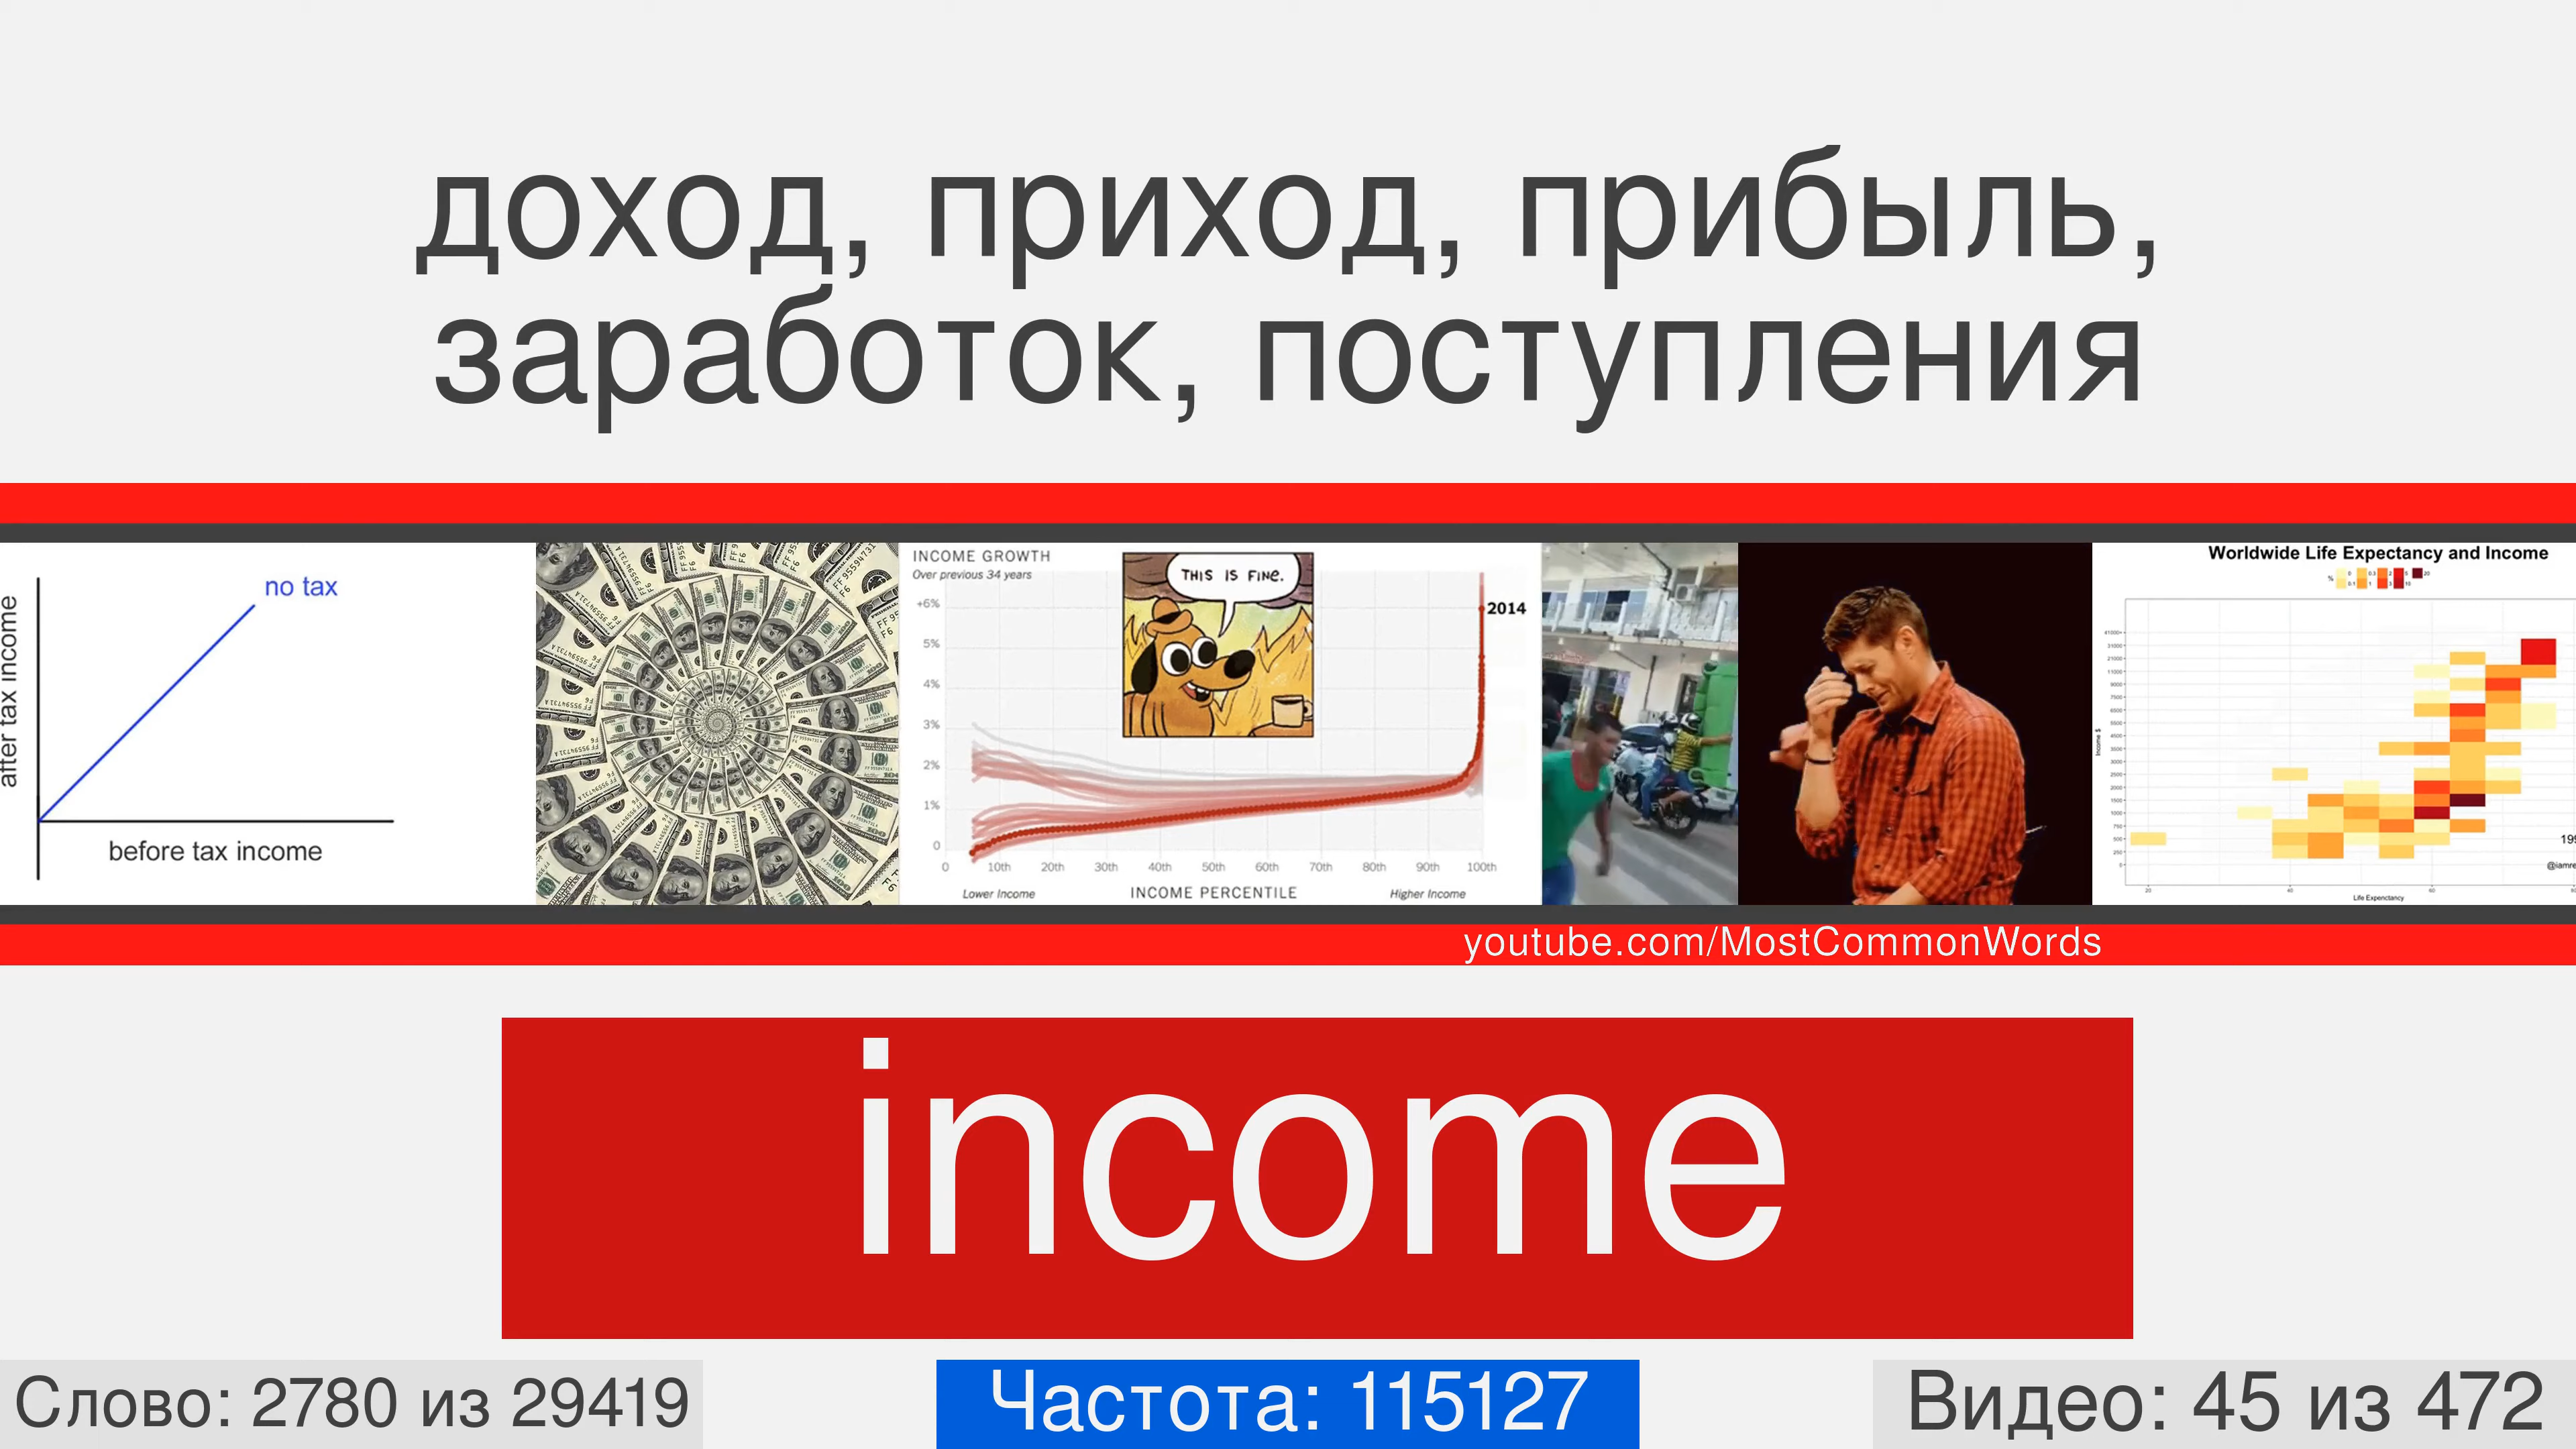 доход, приход, прибыль,
заработок, поступления
after tax income
no tax
before tax income
INCOME GROWTH
Over previous 34 years
THIS IS FINE.
+6%
5%
4%
3%
2%
1%
0
2014
0 10th 20th 30th 40th 50th 60th 70th 80th 90th 100th
Lower Income INCOME PERCENTILE Higher Income
Worldwide Life Expectancy and Income
%
Income $
Life Expenctancy
youtube.com/MostCommonWords
income
Слово: 2780 из 29419
Частота: 115127
Видео: 45 из 472